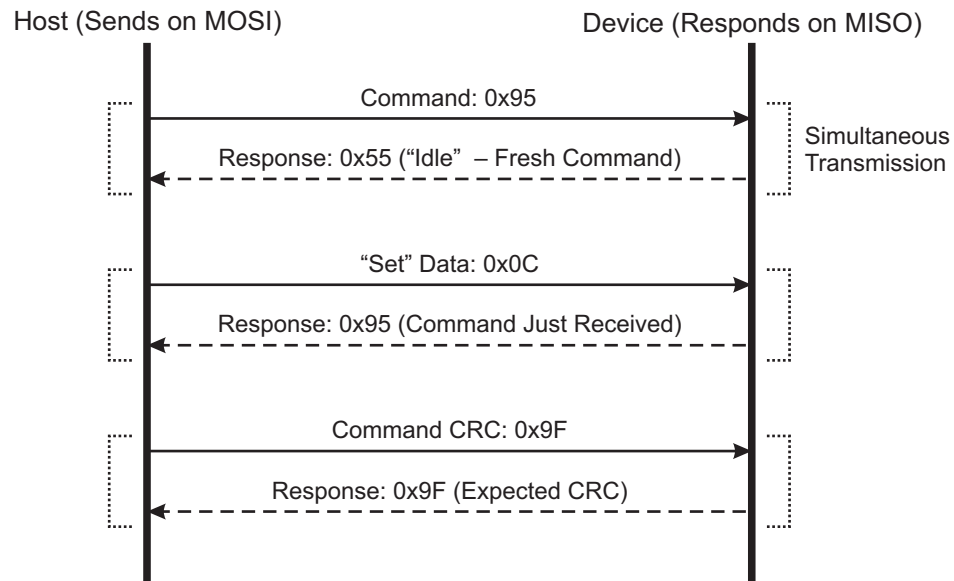 Host (Sends on MOSI)
Device (Responds on MISO)
Command: 0x95
Response: 0x55 (“Idle” – Fresh Command)
Simultaneous
Transmission
“Set” Data: 0x0C
Response: 0x95 (Command Just Received)
Command CRC: 0x9F
Response: 0x9F (Expected CRC)